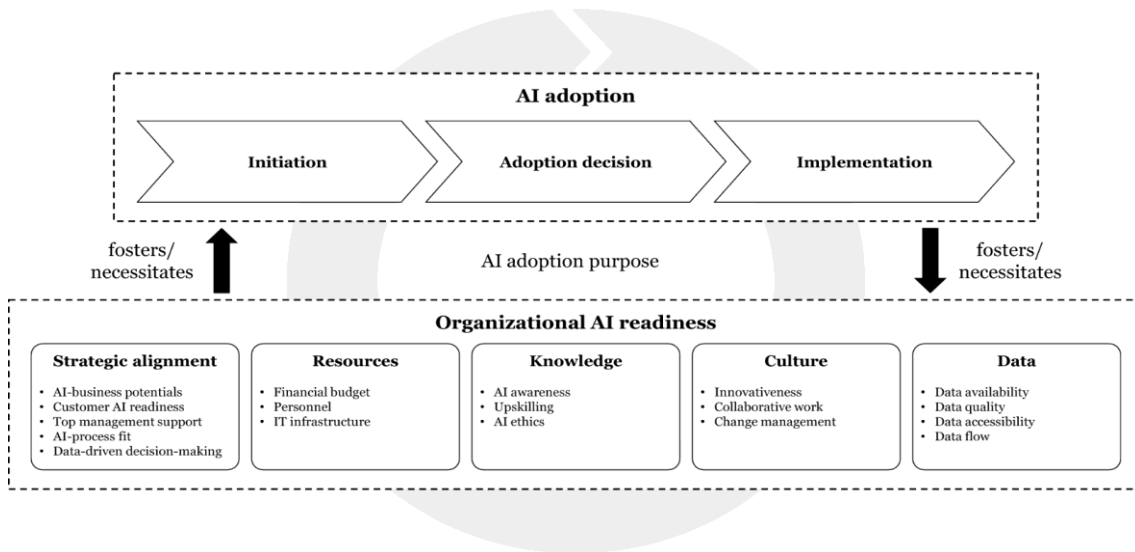 AI adoption
Initiation
Adoption decision
Implementation
fosters/
necessitates
AI adoption purpose
fosters/
necessitates
Organizational AI readiness
Strategic alignment
• AI-business potentials
• Customer AI readiness
• Top management support
• AI-process fit
• Data-driven decision-making
Resources
• Financial budget
• Personnel
• IT infrastructure
Knowledge
• AI awareness
• Upskilling
• AI ethics
Culture
• Innovativeness
• Collaborative work
• Change management
Data
• Data availability
• Data quality
• Data accessibility
• Data flow